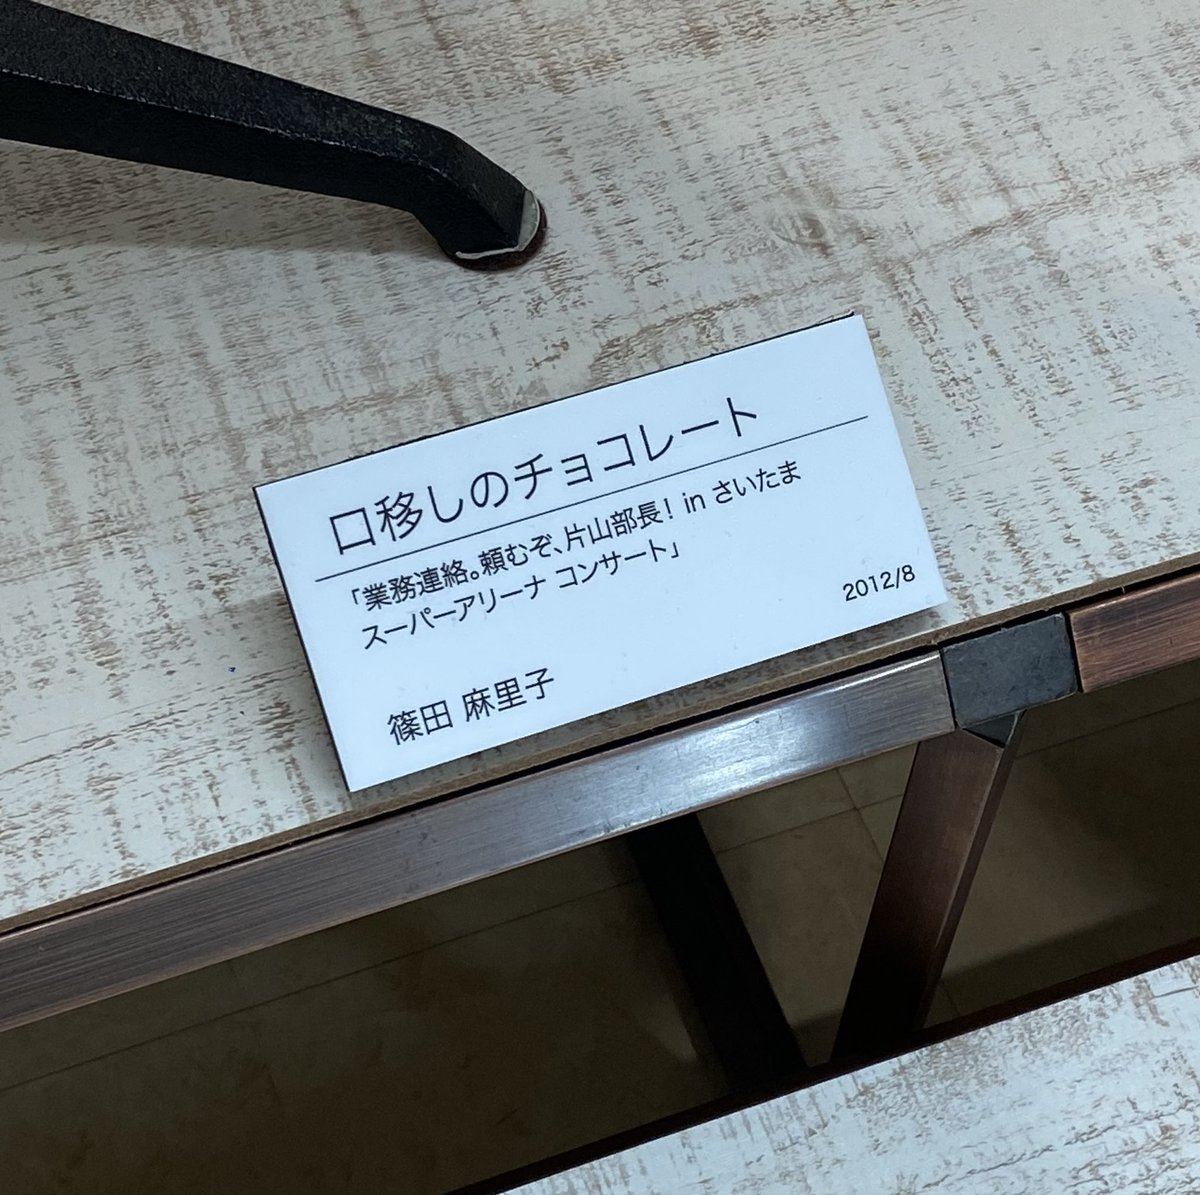 口移しのチョコレート
「業務連絡。頼むぞ、片山部長! in さいたま
スーパーアリーナ コンサート」
2012/8
篠田 麻里子